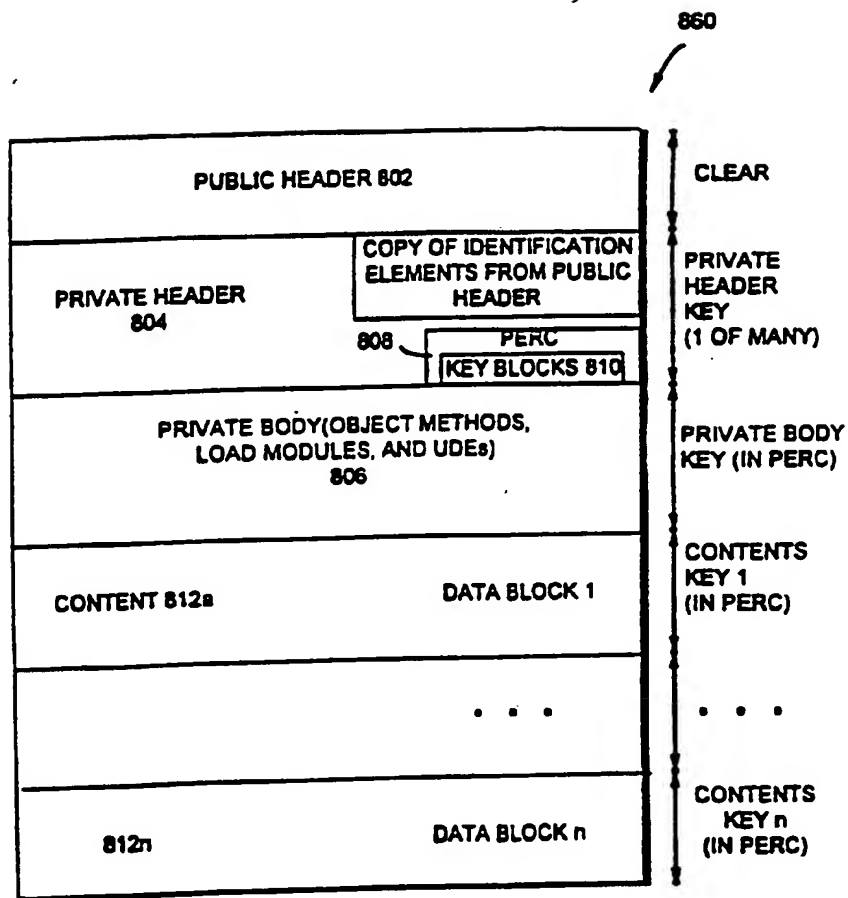 860
PUBLIC HEADER 802
CLEAR
COPY OF IDENTIFICATION
ELEMENTS FROM PUBLIC
HEADER
PRIVATE HEADER
804
808
PERC
KEY BLOCKS 810
PRIVATE
HEADER
KEY
(1 OF MANY)
PRIVATE BODY(OBJECT METHODS,
LOAD MODULES, AND UDEs)
806
PRIVATE BODY
KEY (IN PERC)
CONTENT 812a
DATA BLOCK 1
CONTENTS
KEY 1
(IN PERC)
• • •
• • •
812n
DATA BLOCK n
CONTENTS
KEY n
(IN PERC)